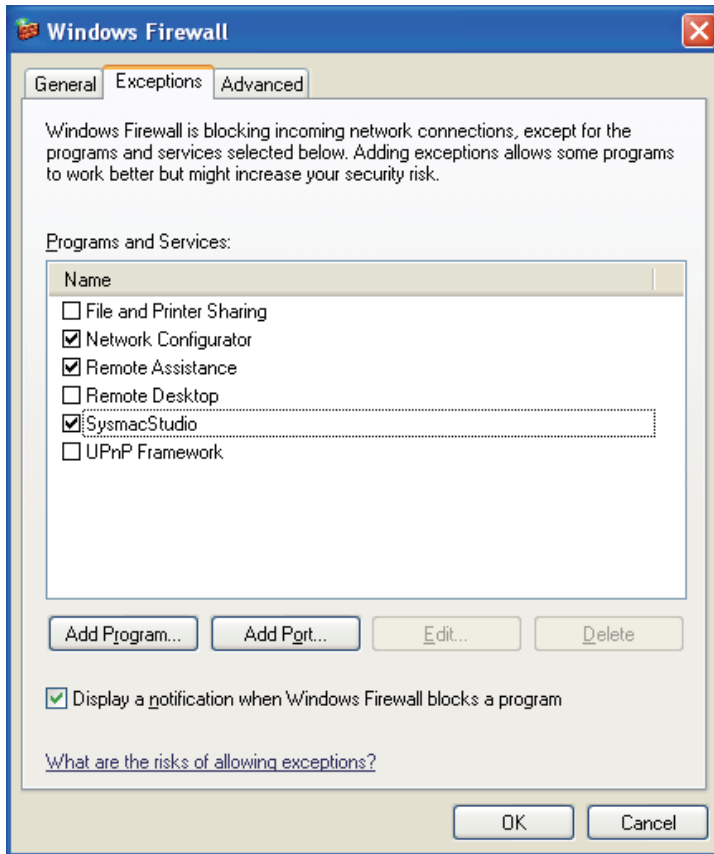 Windows Firewall
General Exceptions Advanced
Windows Firewall is blocking incoming network connections, except for the
programs and services selected below. Adding exceptions allows some programs
to work better but might increase your security risk.
Programs and Services:
Name
File and Printer Sharing
Network Configurator
Remote Assistance
Remote Desktop
SysmacStudio
UPnP Framework
Add Program... Add Port... Edit... Delete
Display a notification when Windows Firewall blocks a program
What are the risks of allowing exceptions?
OK Cancel